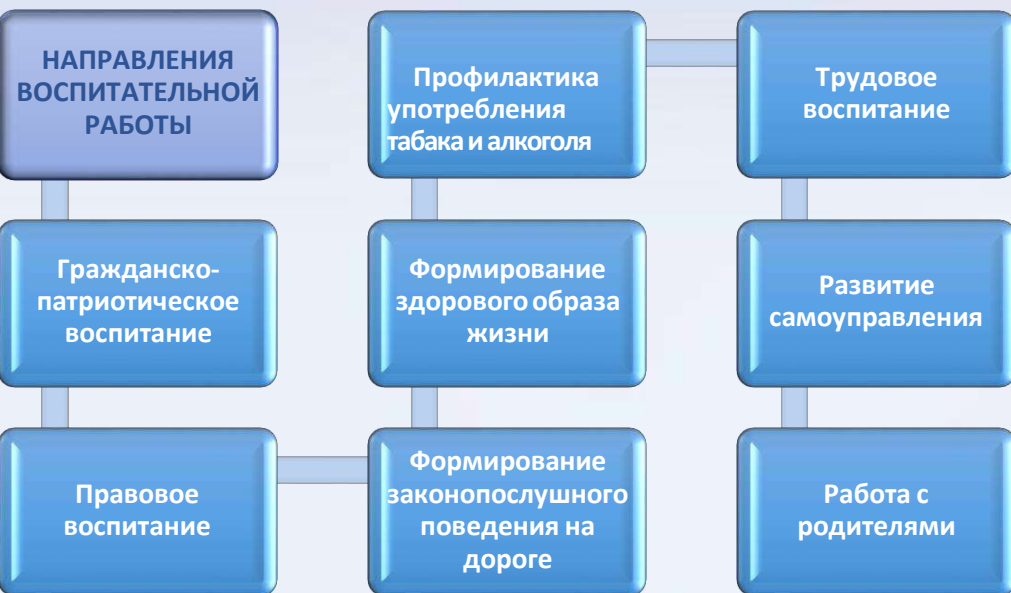 НАПРАВЛЕНИЯ
ВОСПИТАТЕЛЬНОЙ
РАБОТЫ
Гражданско-
патриотическое
воспитание
Правовое
воспитание
Формирование
законопослушного
поведения на
дороге
Формирование
здорового образа
жизни
Профилактика
употребления
табака и алкоголя
Трудовое
воспитание
Развитие
самоуправления
Работа с
родителями